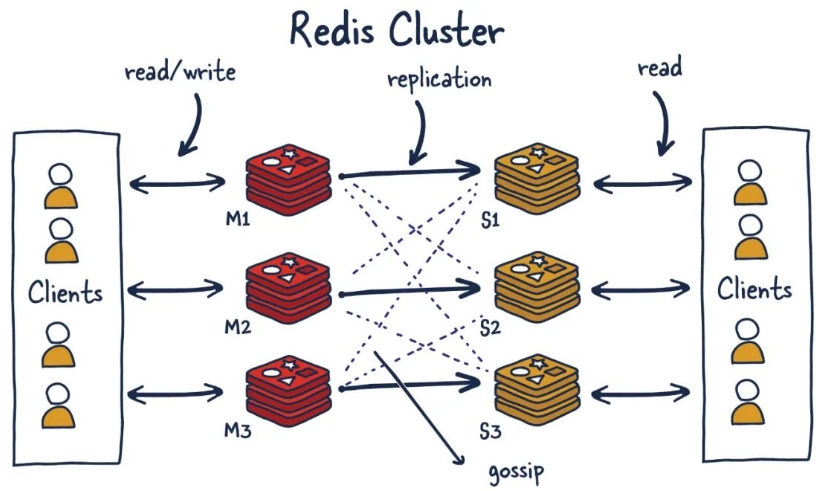 Redis Cluster
read/write
replication
read
M1
S1
Clients
M2
S2
Clients
M3
S3
gossip